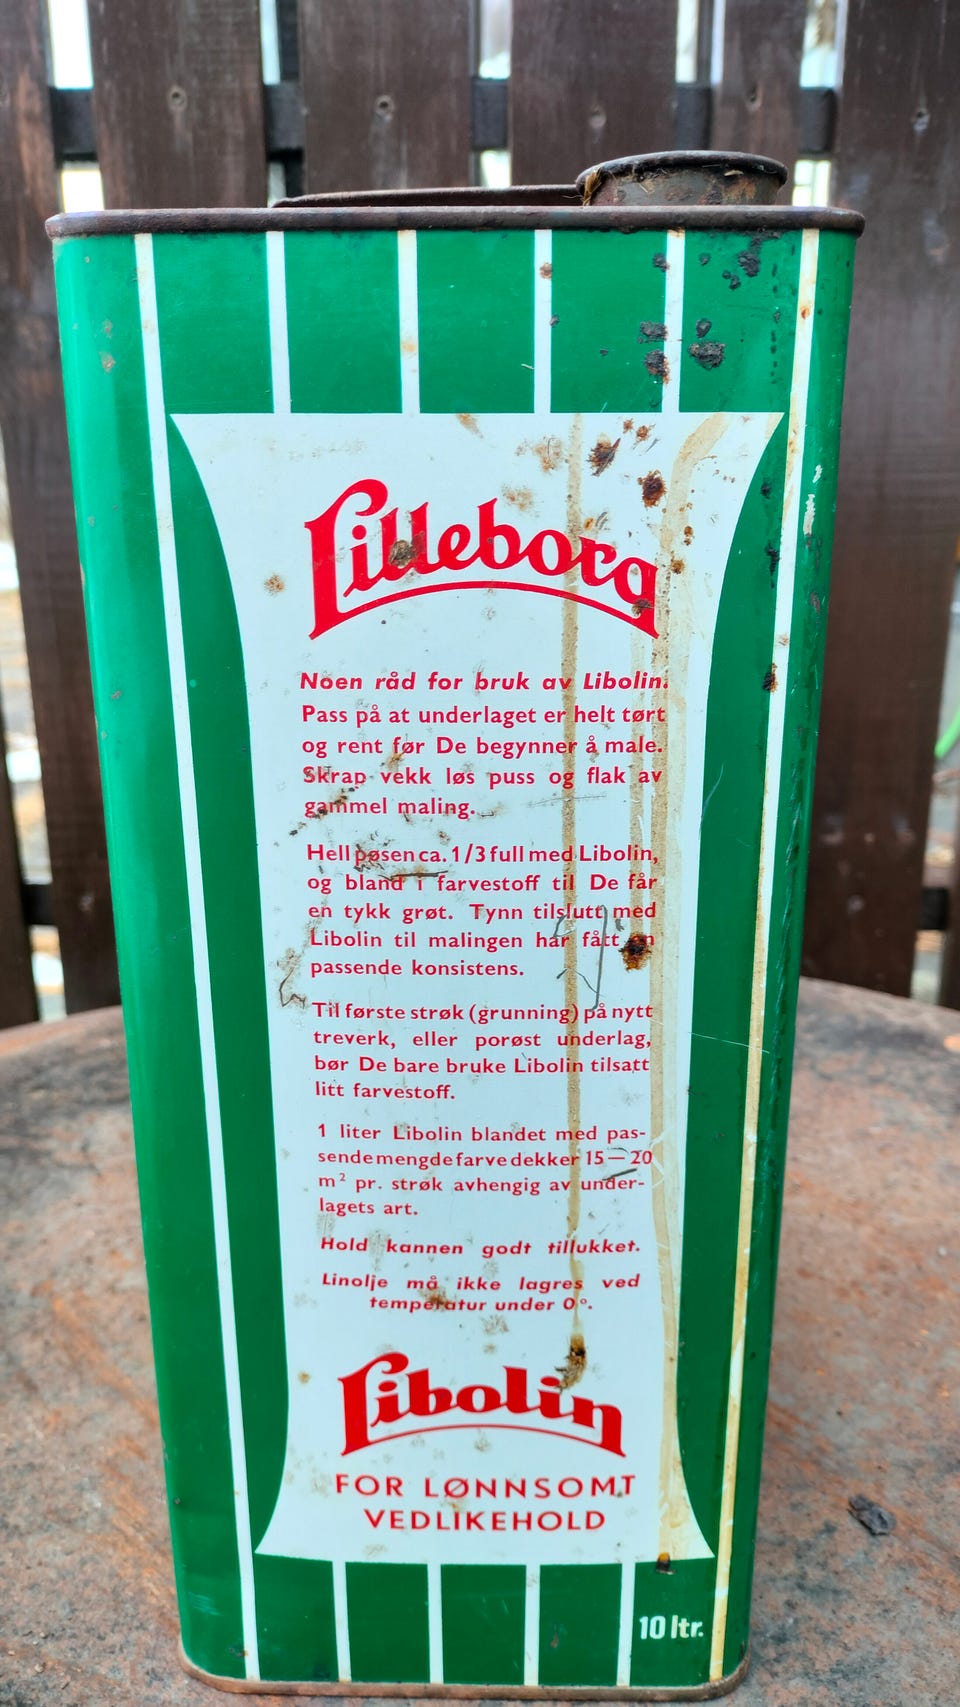 Lilleborg
Noen råd for bruk av Libolin.
Pass på at underlaget er helt tørt
og rent før De begynner å male.
Skrap vekk løs puss og flak av
gammel maling.
Hell posen ca. 1/3 full med Libolin,
og bland i farvestoff til De får
en tykk grøt. Tynn tilslutt med
Libolin til malingen har fått en
passende konsistens.
Til første strøk (grunning) på nytt
treverk, eller porøst underlag,
bør De bare bruke Libolin tilsatt
litt farvestoff.
1 liter Libolin blandet med pas-
sende mengde farve dekker 15—20
m² pr. strøk avhengig av under-
lagets art.
Hold kannen godt tillukket.
Linolje må ikke lagres ved
temperatur under 0°.
Libolin
FOR LØNNSOMT
VEDLIKEHOLD
10 ltr.